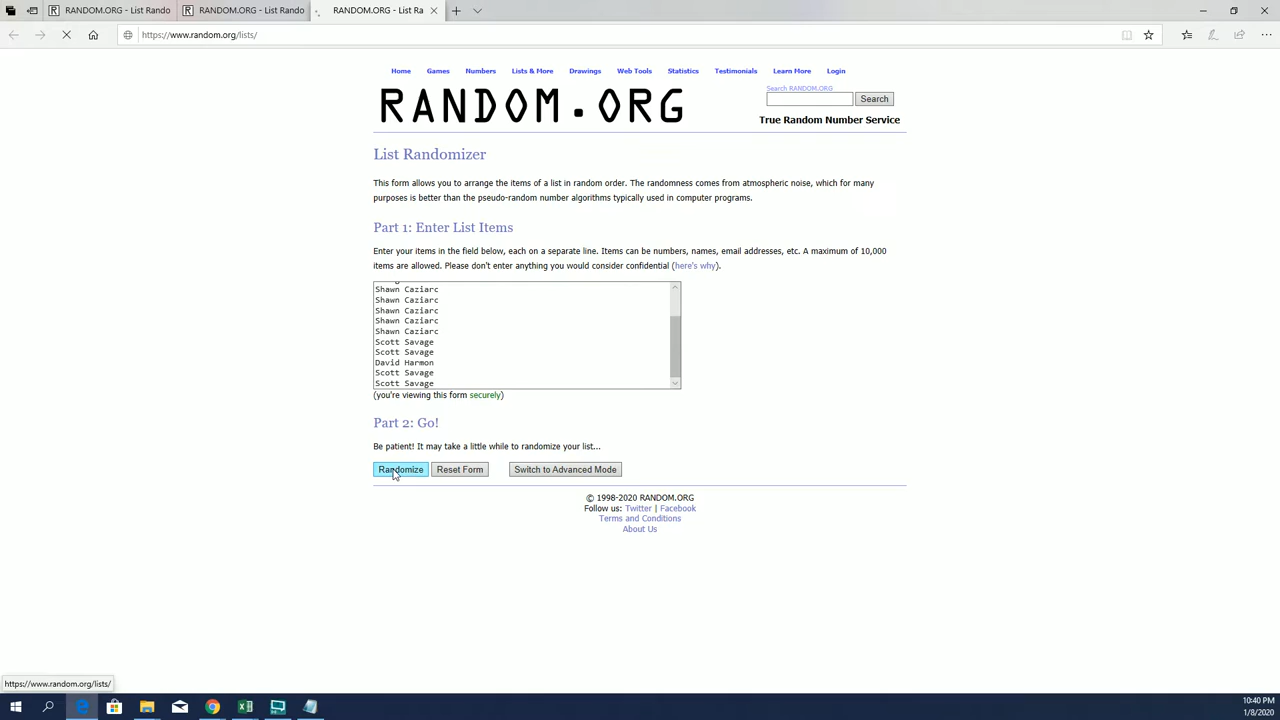 RANDOM.ORG - List Rando
RANDOM.ORG - List Rando
RANDOM.ORG - List Ra
https://www.random.org/lists/
Home Games Numbers Lists & More Drawings Web Tools Statistics Testimonials Learn More Login
RANDOM.ORG
Search RANDOM.ORG
Search
True Random Number Service
List Randomizer
This form allows you to arrange the items of a list in random order. The randomness comes from atmospheric noise, which for many
purposes is better than the pseudo-random number algorithms typically used in computer programs.
Part 1: Enter List Items
Enter your items in the field below, each on a separate line. Items can be numbers, names, email addresses, etc. A maximum of 10,000
items are allowed. Please don't enter anything you would consider confidential (here's why).
Shawn Caziarc
Shawn Caziarc
Shawn Caziarc
Shawn Caziarc
Shawn Caziarc
Scott Savage
Scott Savage
David Harmon
Scott Savage
Scott Savage
(you're viewing this form securely)
Part 2: Go!
Be patient! It may take a little while to randomize your list...
Randomize Reset Form Switch to Advanced Mode
© 1998-2020 RANDOM.ORG
Follow us: Twitter | Facebook
Terms and Conditions
About Us
https://www.random.org/lists/
10:40 PM
1/8/2020